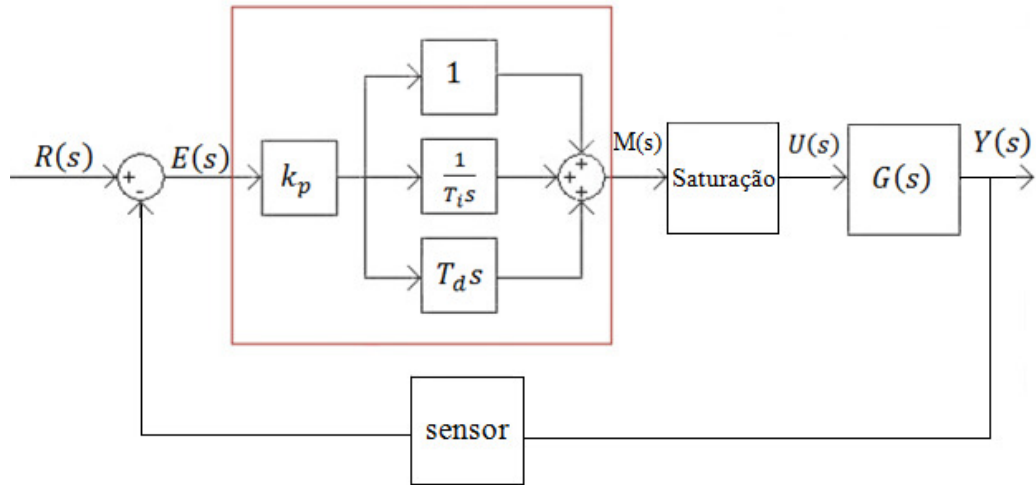 1
R(s)
E(s)
k_p
1/(T_i s)
T_d s
+
-
+
+
+
M(s)
Saturação
U(s)
G(s)
Y(s)
sensor